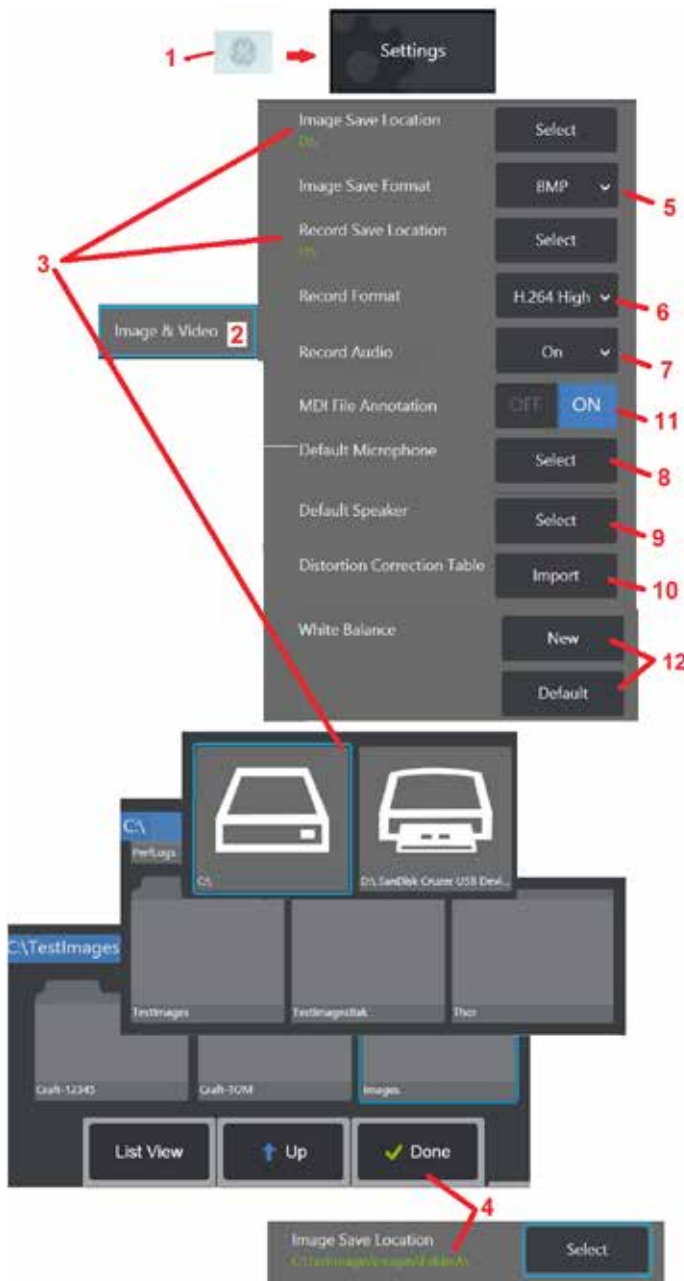 1
Settings
Image Save Location
D:\
Select
Image Save Format
BMP
5
Record Save Location
Select
3
Record Format
H.264 High
6
Image & Video 2
Record Audio
On
7
MDI File Annotation
OFF
ON
11
Default Microphone
Select
8
Default Speaker
Select
9
Distortion Correction Table
Import
10
White Balance
New
12
Default
C:\
PerfLogs
C:\
D:\ SanDisk Cruzer USB Devi...
C:\TestImages
TestImages
TestImagesBak
Thor
Craft-12345
Craft-TOM
Images
List View
Up
Done
4
Image Save Location
Select